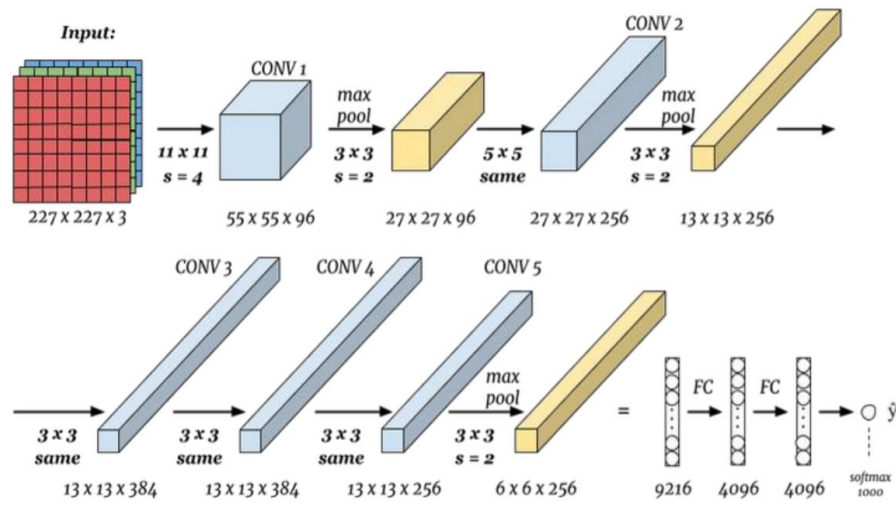 Input:
CONV 1
CONV 2
max
pool
max
pool
11 x 11
s = 4
3 x 3
s = 2
5 x 5
same
3 x 3
s = 2
227 x 227 x 3
55 x 55 x 96
27 x 27 x 96
27 x 27 x 256
13 x 13 x 256
CONV 3
CONV 4
CONV 5
max
pool
=
FC
FC
ŷ
3 x 3
same
3 x 3
same
3 x 3
same
3 x 3
s = 2
softmax
1000
13 x 13 x 384
13 x 13 x 384
13 x 13 x 256
6 x 6 x 256
9216
4096
4096